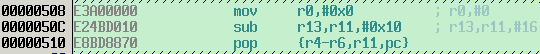 00000508 E3A00000 mov r0,#0x0 ; r0,#0
0000050C E24BD010 sub r13,r11,#0x10 ; r13,r11,#16
00000510 E8BD8870 pop {r4-r6,r11,pc}